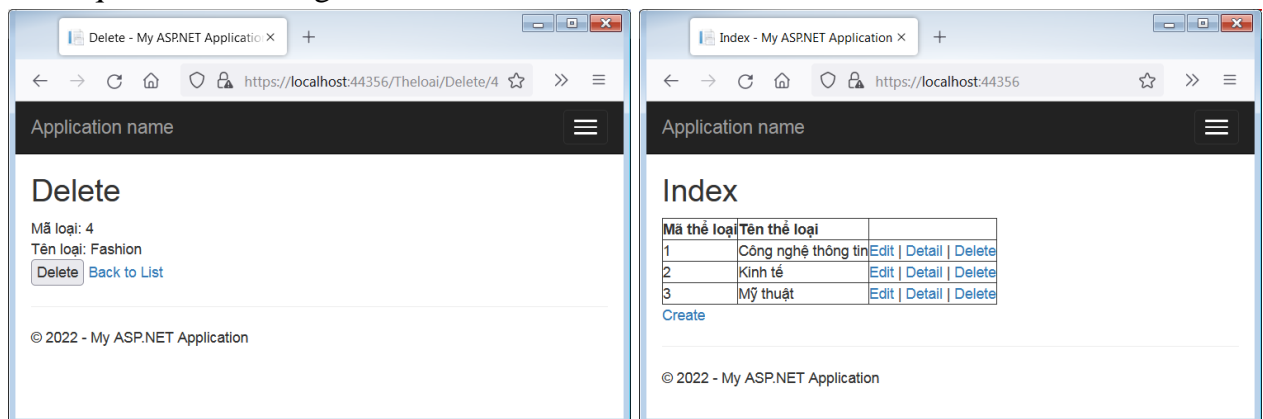 Delete - My ASP.NET Applicatio
https://localhost:44356/Theloai/Delete/4
Application name
Delete
Mã loại: 4
Tên loại: Fashion
Delete Back to List
© 2022 - My ASP.NET Application
Index - My ASP.NET Application
https://localhost:44356
Application name
Index
Mã thể loại Tên thể loại
1 Công nghệ thông tin Edit | Detail | Delete
2 Kinh tế Edit | Detail | Delete
3 Mỹ thuật Edit | Detail | Delete
Create
© 2022 - My ASP.NET Application